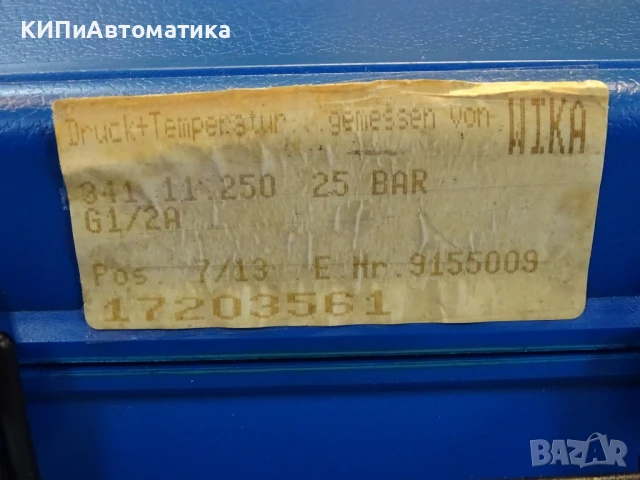 КИПиАвтоматика
Druck+Temperatur...gemessen von WIKA
341.11.250 25 BAR
G1/2A
Pos. 7/13 E.Nr.9155009
17203561
BAZAR